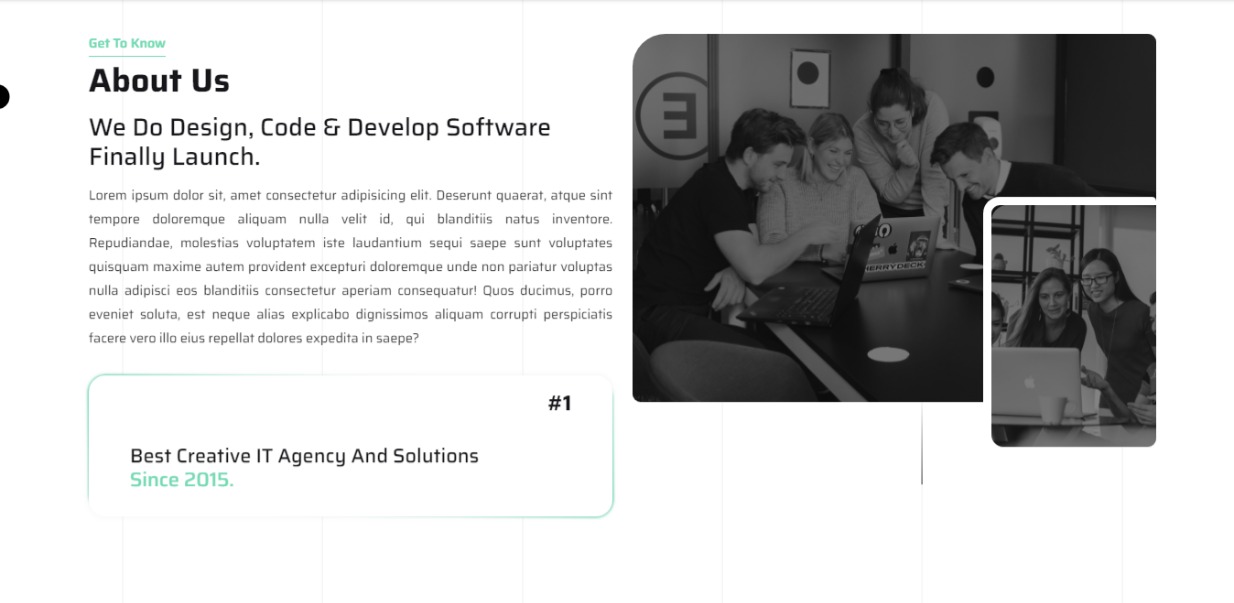 Get To Know
About Us
We Do Design, Code & Develop Software
Finally Launch.
Lorem ipsum dolor sit, amet consectetur adipisicing elit. Deserunt quaerat, atque sint
tempore doloremque aliquam nulla velit id, qui blanditiis natus inventore.
Repudiandae, molestias voluptatem iste laudantium sequi saepe sunt voluptates
quisquam maxime autem provident excepturi doloremque unde non pariatur voluptas
nulla adipisci eos blanditiis consectetur aperiam consequatur! Quos ducimus, porro
eveniet soluta, est neque alias explicabo dignissimos aliquam corrupti perspiciatis
facere vero illo eius repellat dolores expedita in saepe?
#1
Best Creative IT Agency And Solutions
Since 2015.